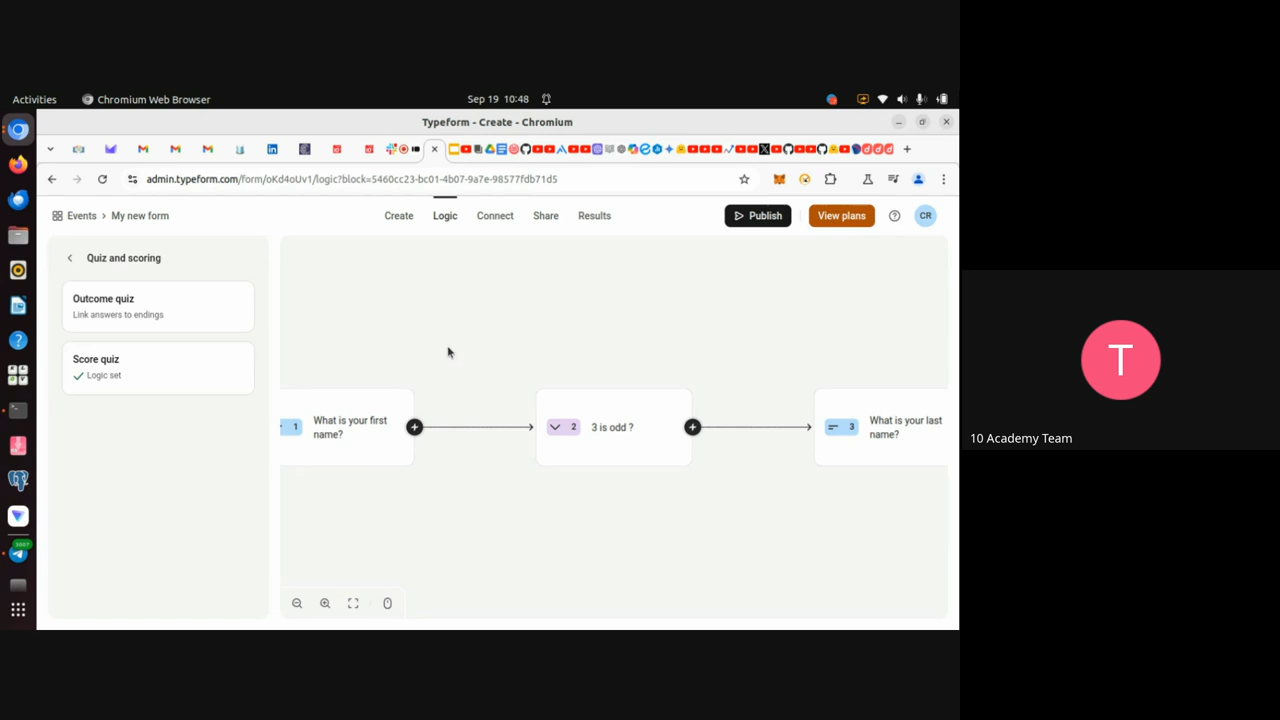 Activities
Chromium Web Browser
Sep 19 10:48
Typeform - Create - Chromium
admin.typeform.com/form/oKd4oUv1/logic?block=5460cc23-bc01-4b07-9a7e-98577fdb71d5
Events > My new form
Create
Logic
Connect
Share
Results
Publish
View plans
CR
Quiz and scoring
Outcome quiz
Link answers to endings
Score quiz
Logic set
1
What is your first
name?
2
3 is odd ?
3
What is your last
name?
T
10 Academy Team